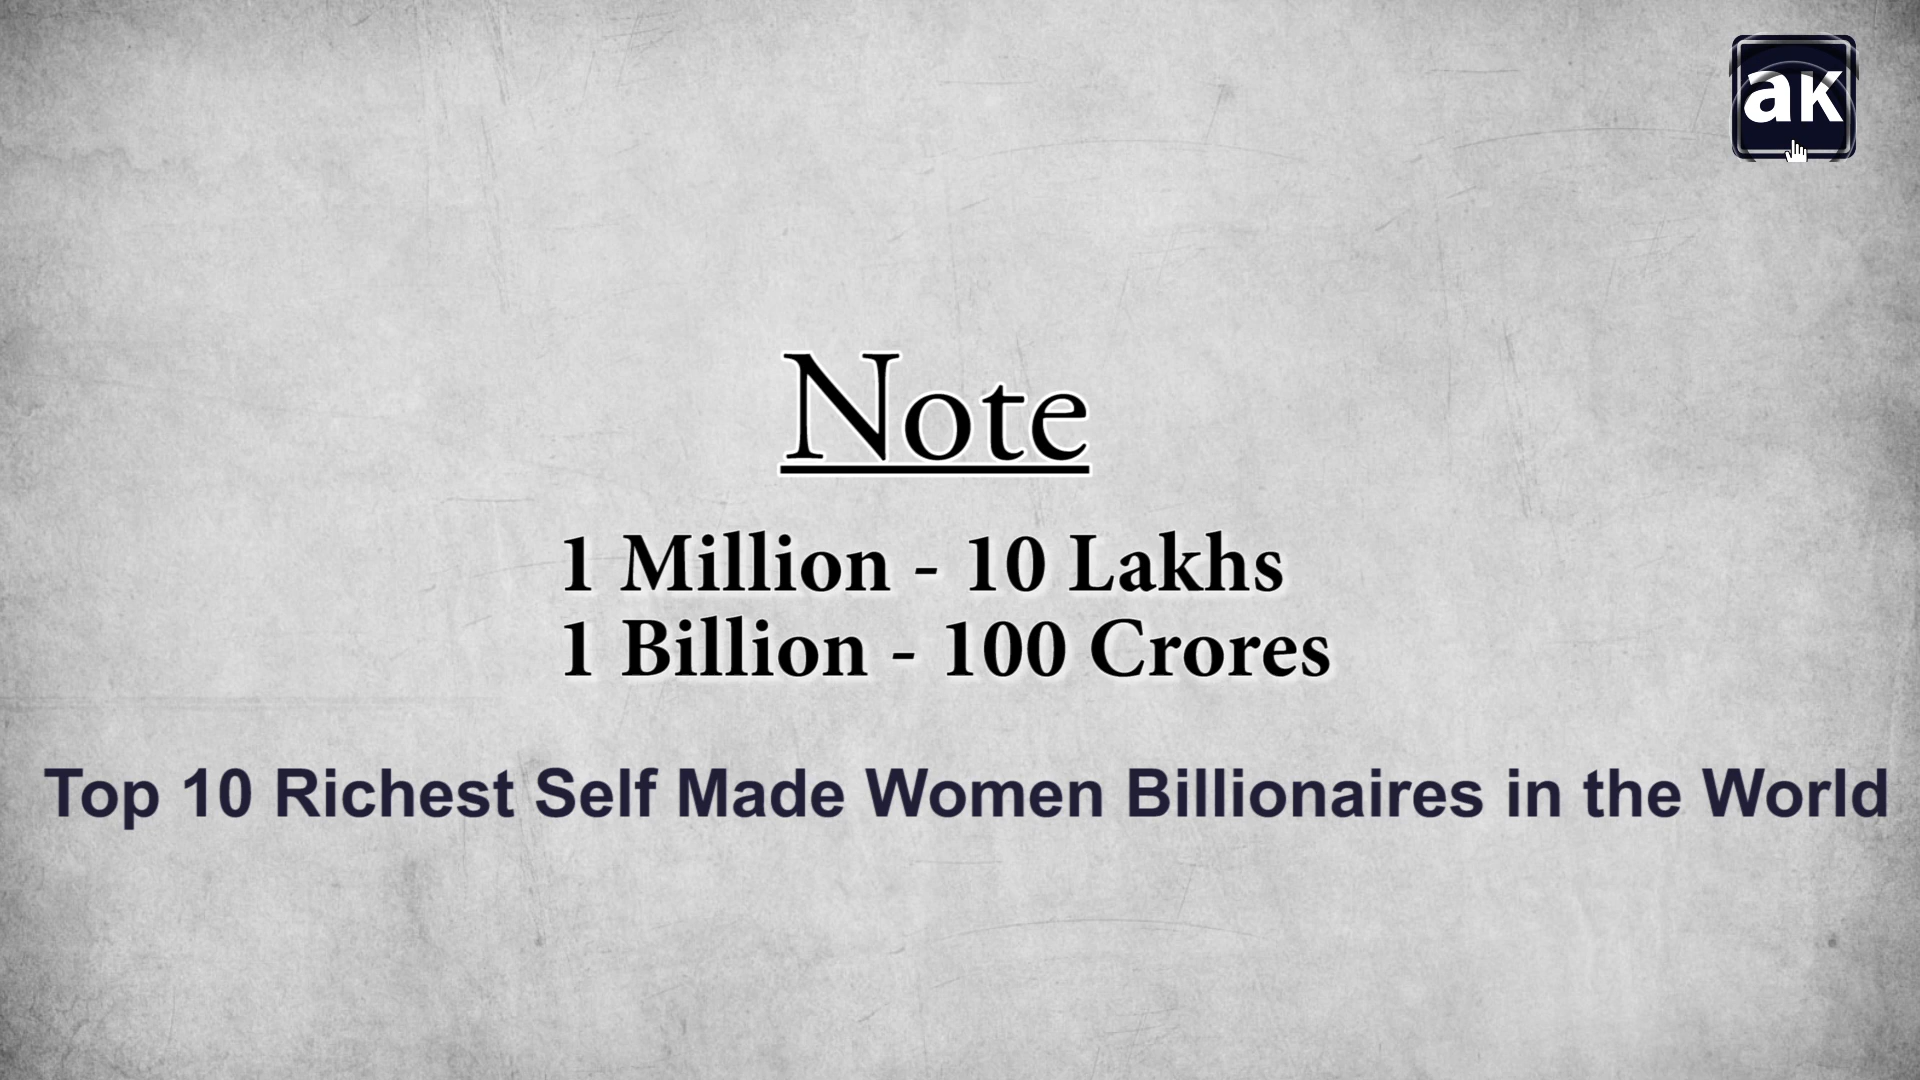 aK
Note
1 Million - 10 Lakhs
1 Billion - 100 Crores
Top 10 Richest Self Made Women Billionaires in the World